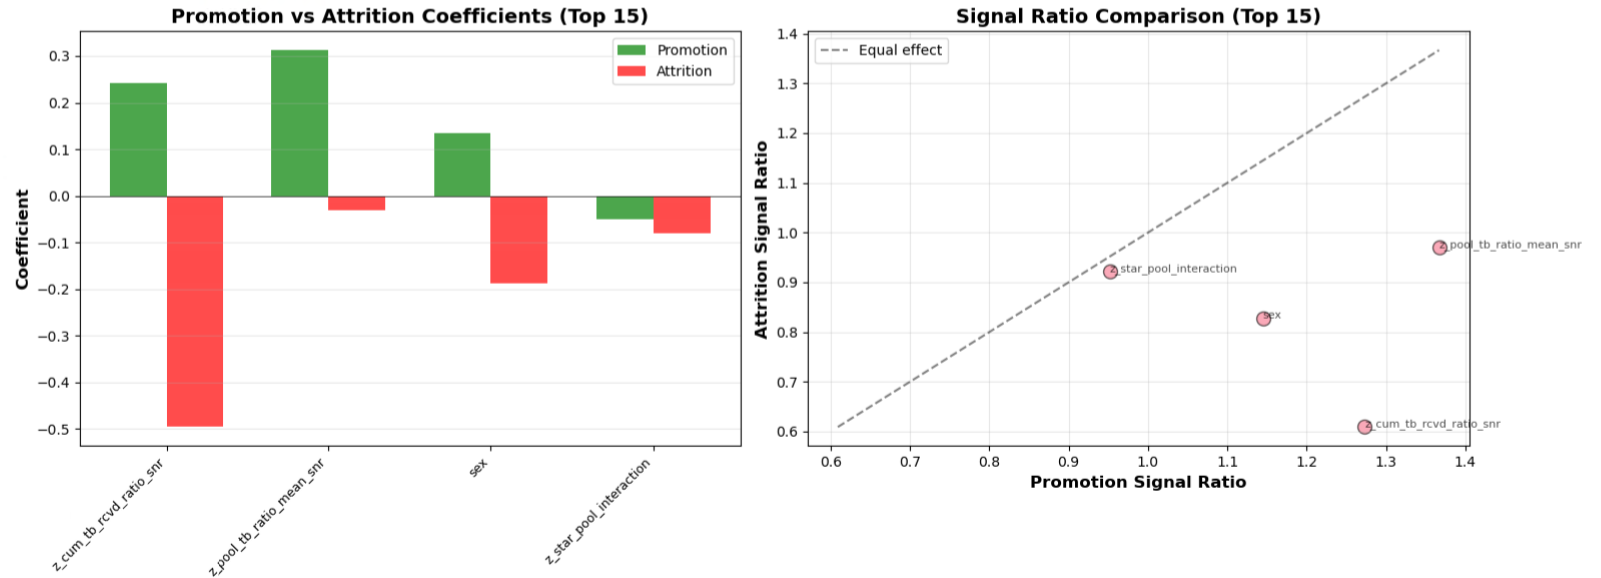 Promotion vs Attrition Coefficients (Top 15)
Coefficient
0.3
0.2
0.1
0.0
−0.1
−0.2
−0.3
−0.4
−0.5
Promotion
Attrition
z_cum_tb_rcvd_ratio_snr
z_pool_tb_ratio_mean_snr
sex
z_star_pool_interaction
Signal Ratio Comparison (Top 15)
Attrition Signal Ratio
1.4
1.3
1.2
1.1
1.0
0.9
0.8
0.7
0.6
Equal effect
z_pool_tb_ratio_mean_snr
z_star_pool_interaction
sex
z_cum_tb_rcvd_ratio_snr
0.6 0.7 0.8 0.9 1.0 1.1 1.2 1.3 1.4
Promotion Signal Ratio